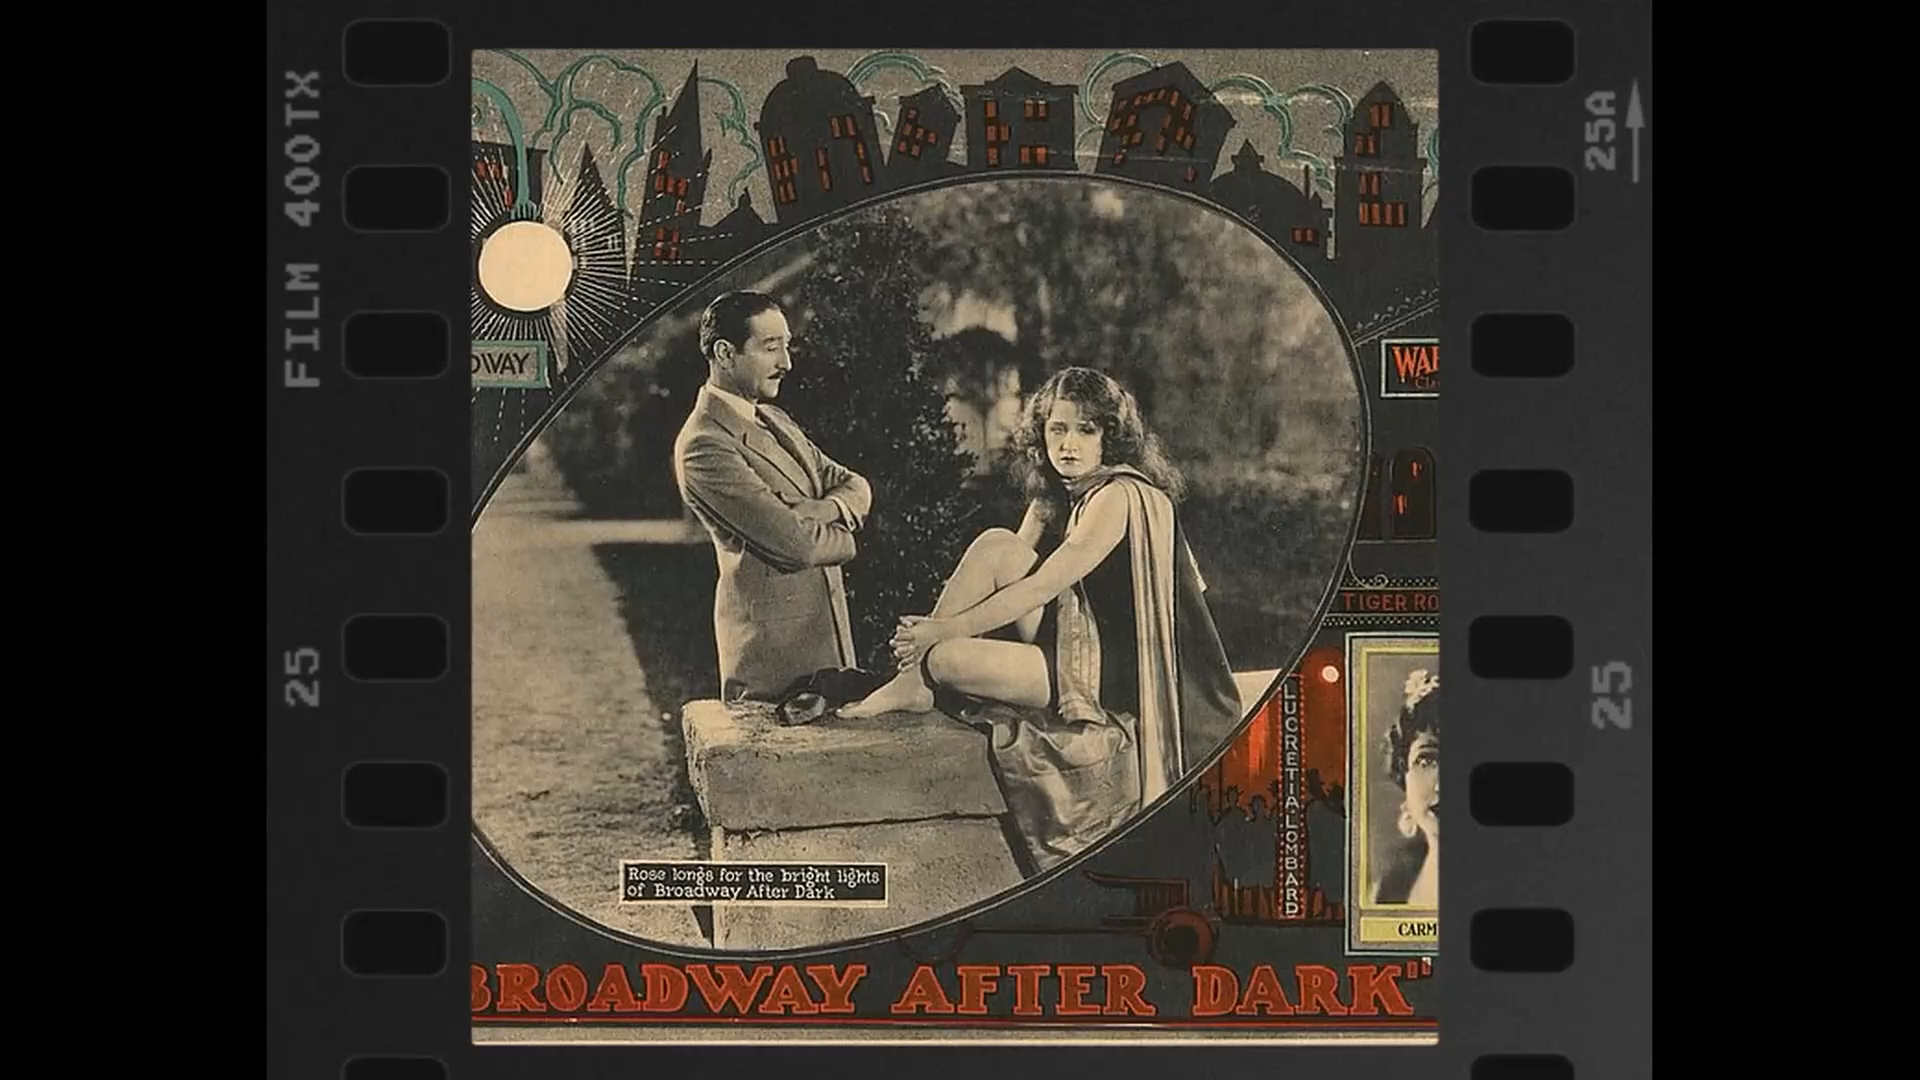 FILM 400TX
25
25A
25
DWAY
WAR
TIGER RO
LUCRETIA LOMBARD
CARM
Rose longs for the bright lights
of Broadway After Dark
BROADWAY AFTER DARK"